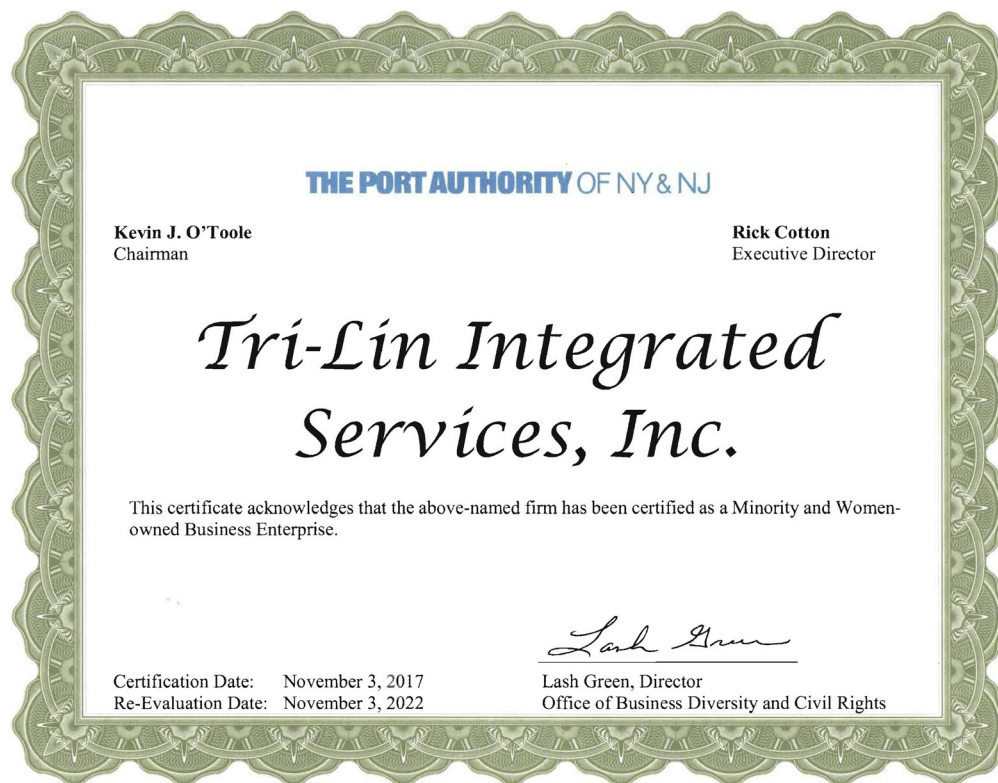 THE PORT AUTHORITY OF NY & NJ
Kevin J. O'Toole
Chairman
Rick Cotton
Executive Director
Tri-Lin Integrated
Services, Inc.
This certificate acknowledges that the above-named firm has been certified as a Minority and Women-
owned Business Enterprise.
Lash Green
Certification Date: November 3, 2017
Re-Evaluation Date: November 3, 2022
Lash Green, Director
Office of Business Diversity and Civil Rights